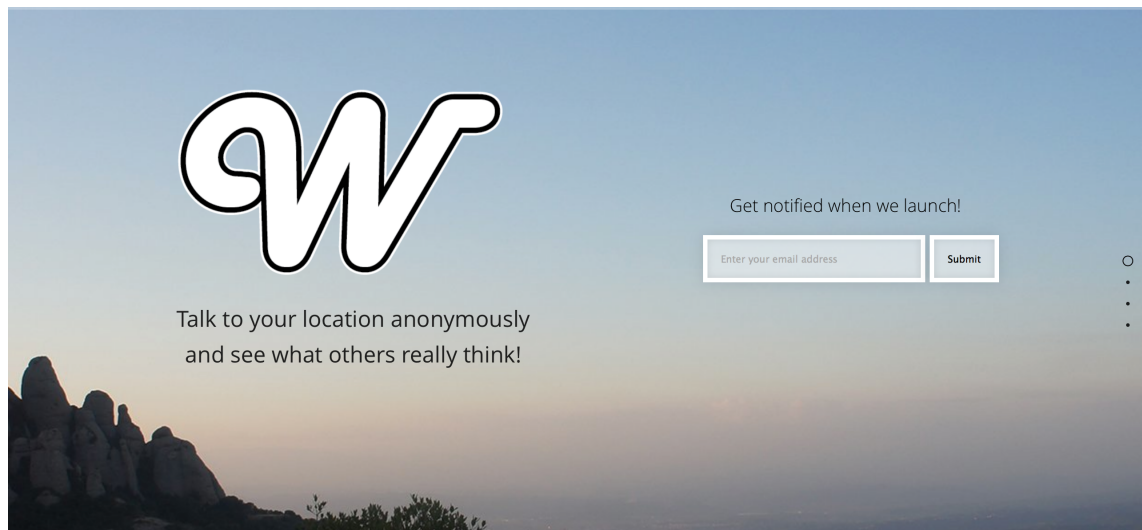 W
Talk to your location anonymously
and see what others really think!
Get notified when we launch!
Enter your email address
Submit